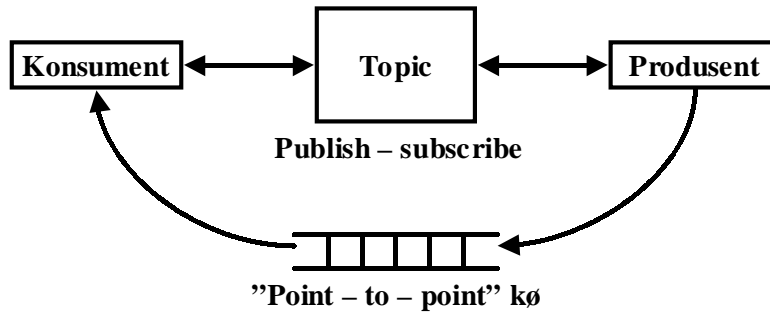 Konsument
Topic
Produsent
Publish – subscribe
”Point – to – point” kø